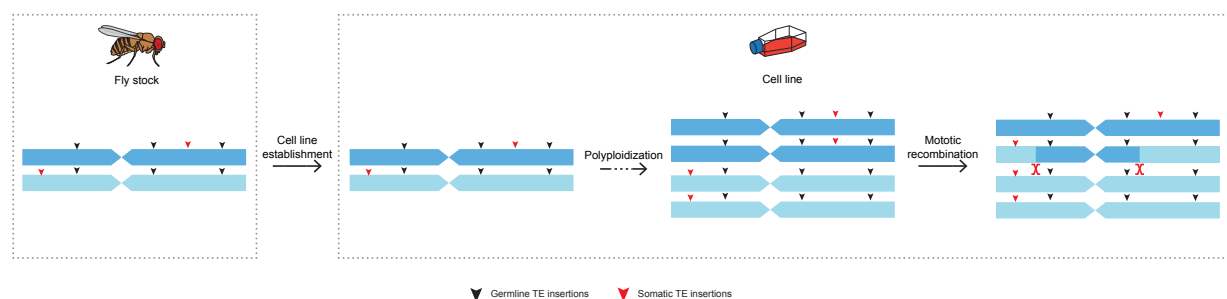 Fly stock
Cell line
Cell line
establishment
Polyploidization
Mototic
recombination
Germline TE insertions
Somatic TE insertions